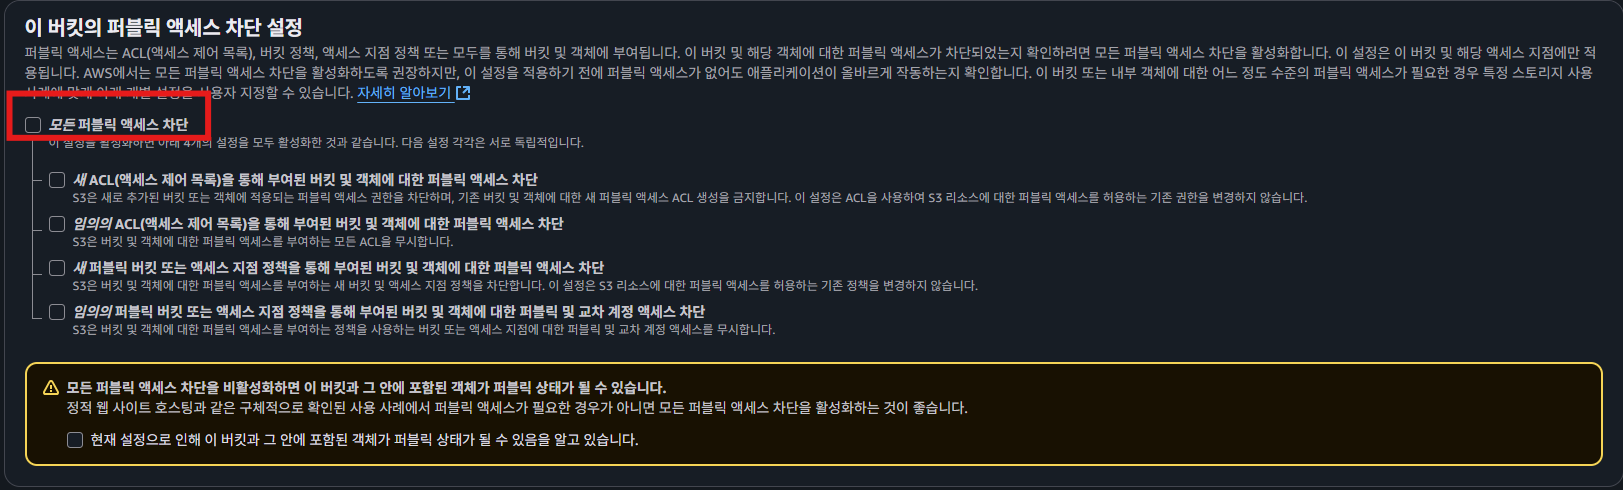 이 버킷의 퍼블릭 액세스 차단 설정
퍼블릭 액세스는 ACL(액세스 제어 목록), 버킷 정책, 액세스 지점 정책 또는 모두를 통해 버킷 및 객체에 부여됩니다. 이 버킷 및 해당 객체에 대한 퍼블릭 액세스가 차단되었는지 확인하려면 모든 퍼블릭 액세스 차단을 활성화합니다. 이 설정은 이 버킷 및 해당 액세스 지점에만 적
용됩니다. AWS에서는 모든 퍼블릭 액세스 차단을 활성화하도록 권장하지만, 이 설정을 적용하기 전에 퍼블릭 액세스가 없어도 애플리케이션이 올바르게 작동하는지 확인합니다. 이 버킷 또는 내부 객체에 대한 어느 정도 수준의 퍼블릭 액세스가 필요한 경우 특정 스토리지 사용
사례에 맞게 아래 개별 설정을 사용자 지정할 수 있습니다. 자세히 알아보기
모든 퍼블릭 액세스 차단
이 설정을 활성화하면 아래 4개의 설정을 모두 활성화한 것과 같습니다. 다음 설정 각각은 서로 독립적입니다.
새 ACL(액세스 제어 목록)을 통해 부여된 버킷 및 객체에 대한 퍼블릭 액세스 차단
S3은 새로 추가된 버킷 또는 객체에 적용되는 퍼블릭 액세스 권한을 차단하며, 기존 버킷 및 객체에 대한 새 퍼블릭 액세스 ACL 생성을 금지합니다. 이 설정은 ACL을 사용하여 S3 리소스에 대한 퍼블릭 액세스를 허용하는 기존 권한을 변경하지 않습니다.
임의의 ACL(액세스 제어 목록)을 통해 부여된 버킷 및 객체에 대한 퍼블릭 액세스 차단
S3은 버킷 및 객체에 대한 퍼블릭 액세스를 부여하는 모든 ACL을 무시합니다.
새 퍼블릭 버킷 또는 액세스 지점 정책을 통해 부여된 버킷 및 객체에 대한 퍼블릭 액세스 차단
S3은 버킷 및 객체에 대한 퍼블릭 액세스를 부여하는 새 버킷 및 액세스 지점 정책을 차단합니다. 이 설정은 S3 리소스에 대한 퍼블릭 액세스를 허용하는 기존 정책을 변경하지 않습니다.
임의의 퍼블릭 버킷 또는 액세스 지점 정책을 통해 부여된 버킷 및 객체에 대한 퍼블릭 및 교차 계정 액세스 차단
S3은 버킷 및 객체에 대한 퍼블릭 액세스를 부여하는 정책을 사용하는 버킷 또는 액세스 지점에 대한 퍼블릭 및 교차 계정 액세스를 무시합니다.
모든 퍼블릭 액세스 차단을 비활성화하면 이 버킷과 그 안에 포함된 객체가 퍼블릭 상태가 될 수 있습니다.
정적 웹 사이트 호스팅과 같은 구체적으로 확인된 사용 사례에서 퍼블릭 액세스가 필요한 경우가 아니면 모든 퍼블릭 액세스 차단을 활성화하는 것이 좋습니다.
현재 설정으로 인해 이 버킷과 그 안에 포함된 객체가 퍼블릭 상태가 될 수 있음을 알고 있습니다.